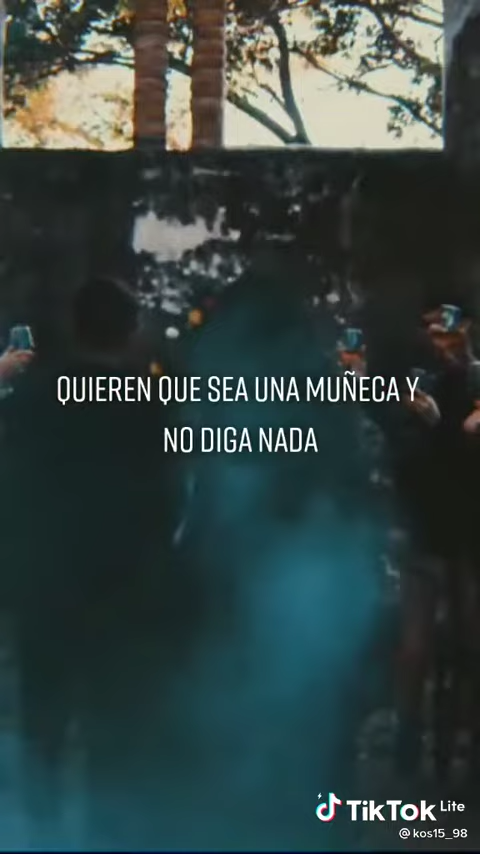 QUIEREN QUE SEA UNA MUÑECA Y
NO DIGA NADA
TikTok Lite
@kos15_98